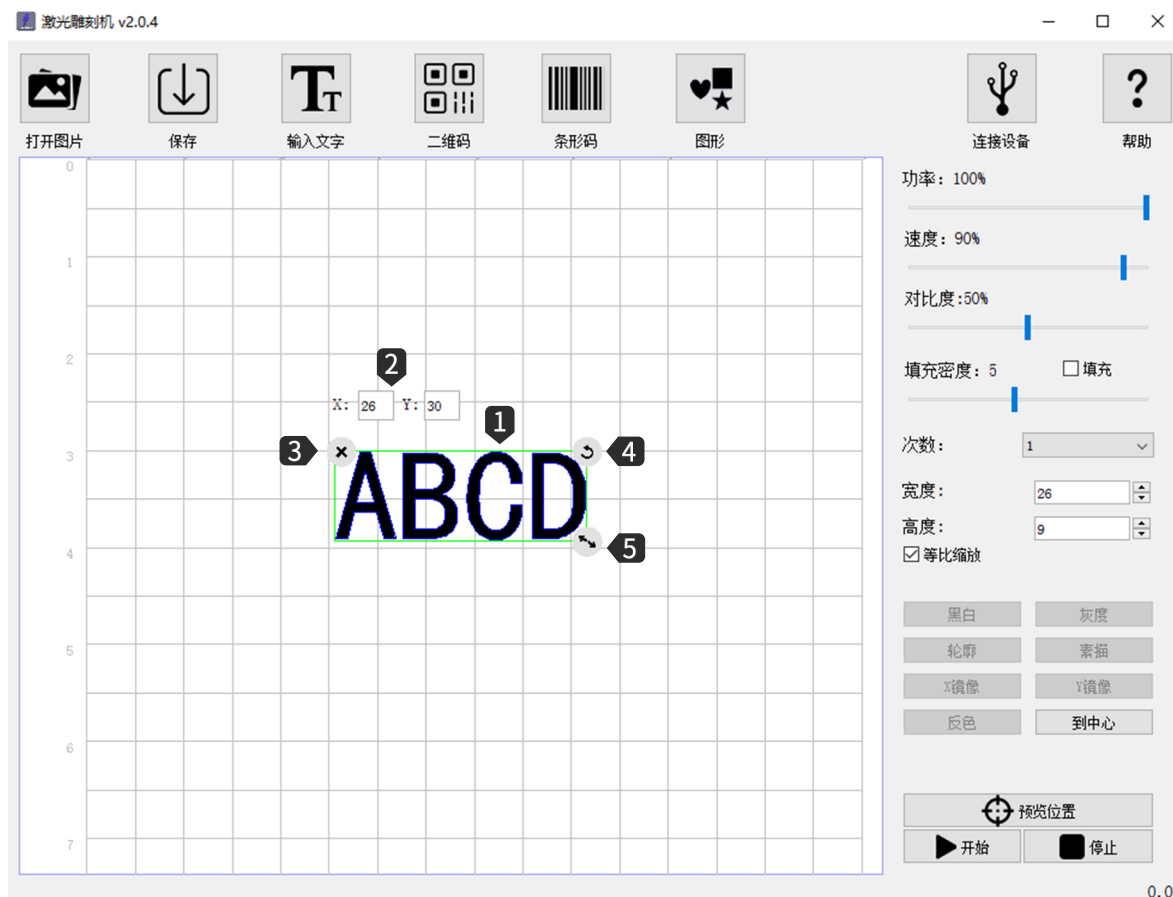 激光雕刻机 v2.0.4
打开图片 保存 输入文字 二维码 条形码 图形 连接设备 帮助
0
1
2
3
4
5
6
7
2
X: 26 Y: 30
1
3
4
ABCD
5
功率: 100%
速度: 90%
对比度:50%
填充密度: 5 填充
次数: 1
宽度: 26
高度: 9
等比缩放
黑白 灰度
轮廓 素描
X镜像 Y镜像
反色 到中心
预览位置
开始 停止
0.0